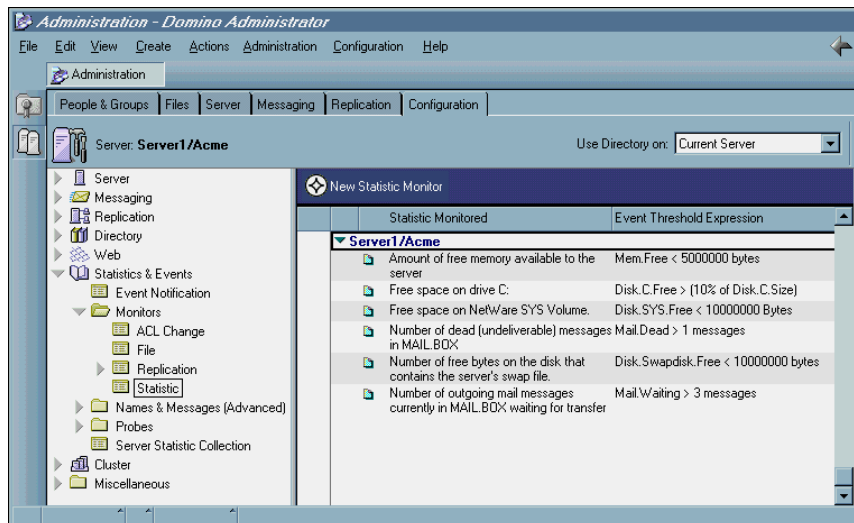 Administration - Domino Administrator
File Edit View Create Actions Administration Configuration Help
Administration
People & Groups Files Server Messaging Replication Configuration
Server: Server1/Acme
Use Directory on: Current Server
Server
Messaging
Replication
Directory
Web
Statistics & Events
Event Notification
Monitors
ACL Change
File
Replication
Statistic
Names & Messages (Advanced)
Probes
Server Statistic Collection
Cluster
Miscellaneous
New Statistic Monitor
Statistic Monitored Event Threshold Expression
Server1/Acme
Amount of free memory available to the Mem.Free < 5000000 bytes
server
Free space on drive C: Disk.C.Free > (10% of Disk.C.Size)
Free space on NetWare SYS Volume. Disk.SYS.Free < 10000000 Bytes
Number of dead (undeliverable) messages Mail.Dead > 1 messages
in MAIL.BOX
Number of free bytes on the disk that Disk.Swapdisk.Free < 10000000 bytes
contains the server's swap file.
Number of outgoing mail messages Mail.Waiting > 3 messages
currently in MAIL.BOX waiting for transfer